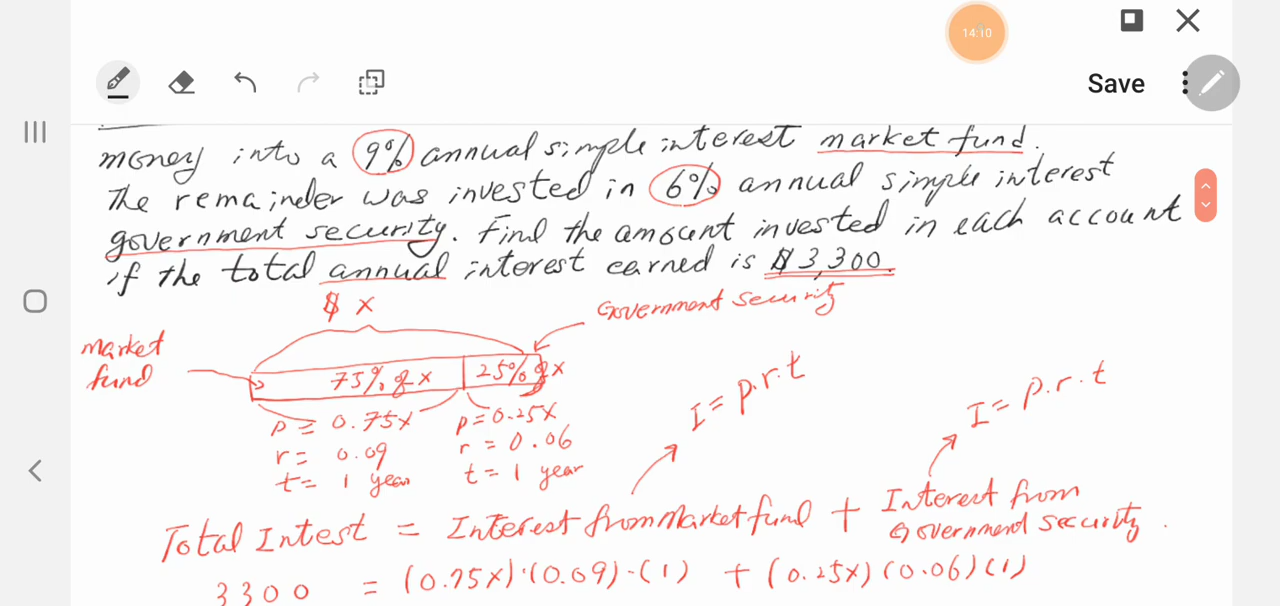 14:10
Save
money into a 9% annual simple interest market fund.
The remainder was invested in 6% annual simple interest
government security. Find the amount invested in each account
if the total annual interest earned is $3,300.
$ x
Government Security
market
fund
75% of x
25% of x
P = 0.75x
P = 0.25x
r = 0.09
r = 0.06
t = 1 year
t = 1 year
I = p.r.t
I = p.r.t
Total Intest = Interest from Market fund + Interest from
Government security.
3300 = (0.75x)·(0.09)·(1) + (0.25x)(0.06)(1)